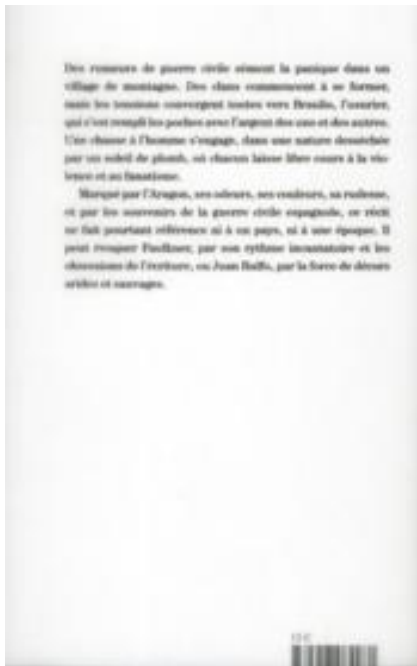 Des rumeurs de guerre civile sèment la panique dans un
village de montagne. Des clans commencent à se former,
mais les tensions convergent toutes vers Braulio, l'usurier,
qui s'est rempli les poches avec l'argent des uns et des autres.
Une chasse à l'homme s'engage, dans une nature desséchée
par un soleil de plomb, où chacun laisse libre cours à la vio-
lence et au fanatisme.
Marqué par l'Aragon, ses odeurs, ses couleurs, sa rudesse,
et par les souvenirs de la guerre civile espagnole, ce récit
ne fait pourtant référence ni à un pays, ni à une époque. Il
peut évoquer Faulkner, par son rythme incantatoire et les
obsessions de l'écriture, ou Juan Rulfo, par la force de décors
arides et sauvages.